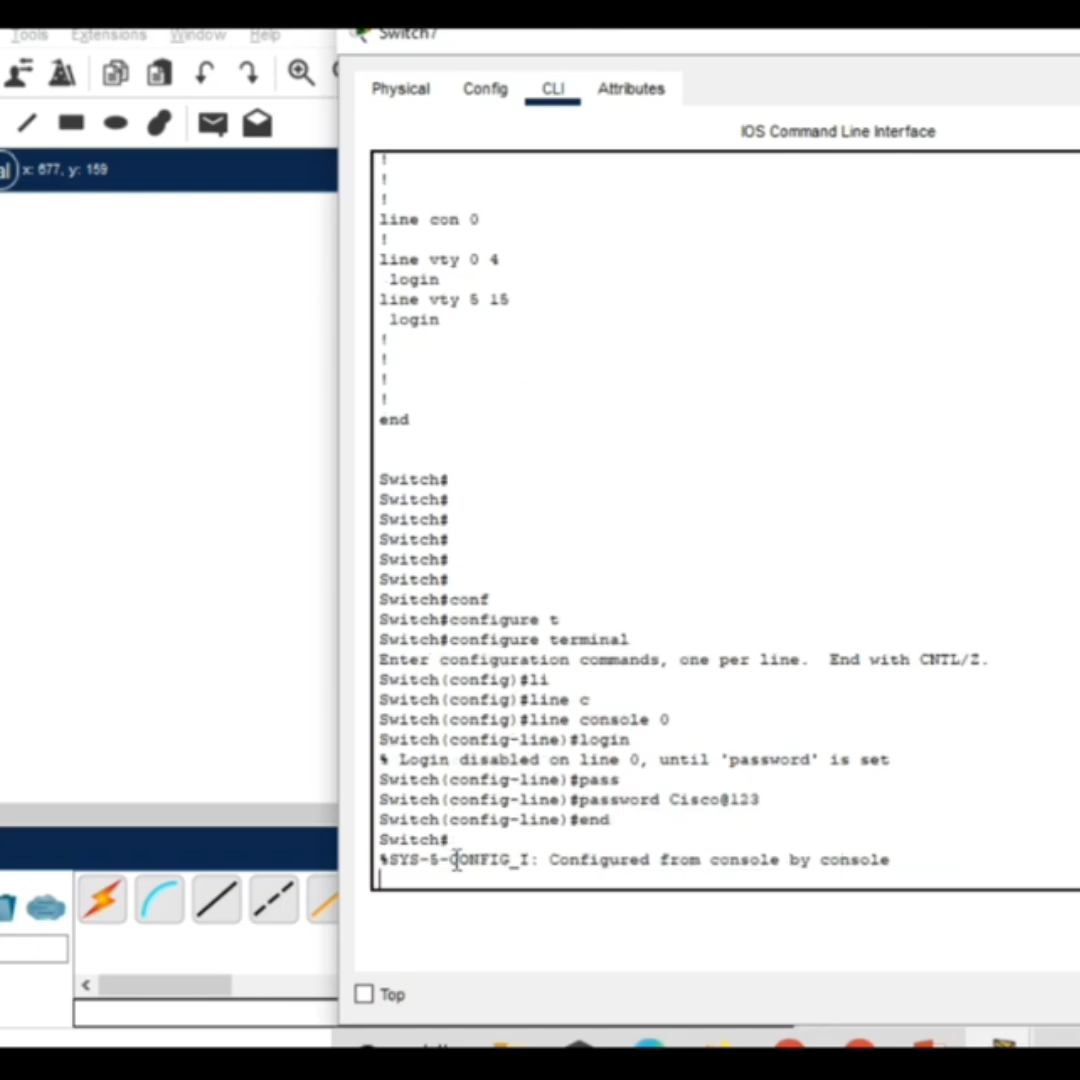 Tools Extensions Window Help
Switch7
Physical Config CLI Attributes
x: 677, y: 159
IOS Command Line Interface
!
!
!
line con 0
!
line vty 0 4
login
line vty 5 15
login
!
!
!
!
end
Switch#
Switch#
Switch#
Switch#
Switch#
Switch#
Switch#conf
Switch#configure t
Switch#configure terminal
Enter configuration commands, one per line. End with CNTL/Z.
Switch(config)#li
Switch(config)#line c
Switch(config)#line console 0
Switch(config-line)#login
% Login disabled on line 0, until 'password' is set
Switch(config-line)#pass
Switch(config-line)#password Cisco@123
Switch(config-line)#end
Switch#
%SYS-5-CONFIG_I: Configured from console by console
Top